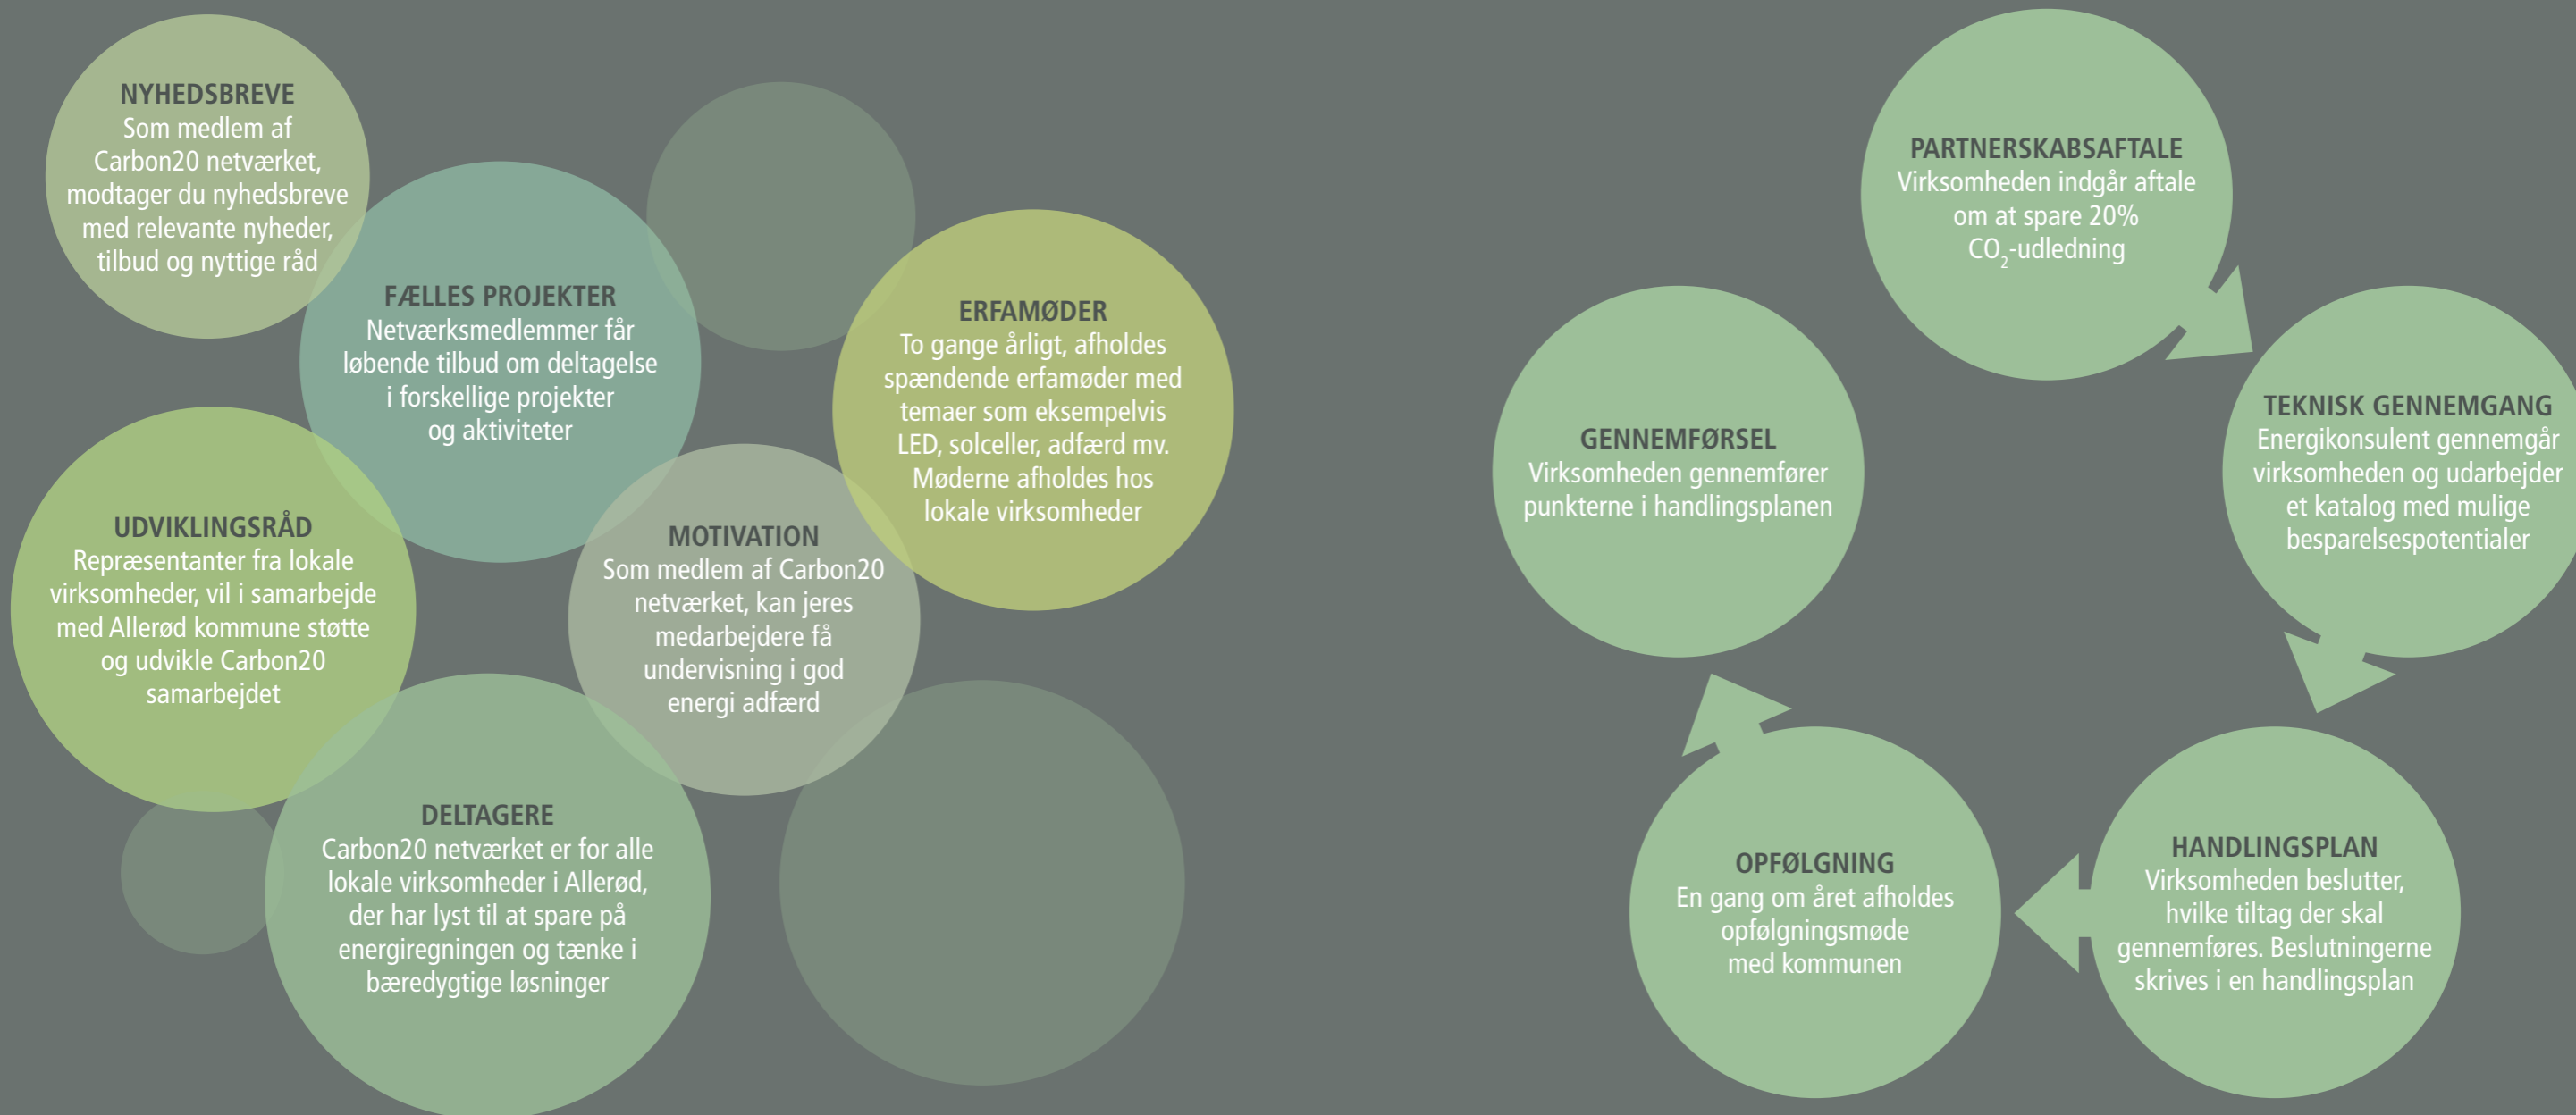 NYHEDSBREVE
Som medlem af
Carbon20 netværket,
modtager du nyhedsbreve
med relevante nyheder,
tilbud og nyttige råd
FÆLLES PROJEKTER
Netværksmedlemmer får
løbende tilbud om deltagelse
i forskellige projekter
og aktiviteter
ERFAMØDER
To gange årligt, afholdes
spændende erfamøder med
temaer som eksempelvis
LED, solceller, adfærd mv.
Møderne afholdes hos
lokale virksomheder
UDVIKLINGSRÅD
Repræsentanter fra lokale
virksomheder, vil i samarbejde
med Allerød kommune støtte
og udvikle Carbon20
samarbejdet
MOTIVATION
Som medlem af Carbon20
netværket, kan jeres
medarbejdere få
undervisning i god
energi adfærd
DELTAGERE
Carbon20 netværket er for alle
lokale virksomheder i Allerød,
der har lyst til at spare på
energiregningen og tænke i
bæredygtige løsninger
PARTNERSKABSAFTALE
Virksomheden indgår aftale
om at spare 20%
CO₂-udledning
TEKNISK GENNEMGANG
Energikonsulent gennemgår
virksomheden og udarbejder
et katalog med mulige
besparelsespotentialer
HANDLINGSPLAN
Virksomheden beslutter,
hvilke tiltag der skal
gennemføres. Beslutningerne
skrives i en handlingsplan
OPFØLGNING
En gang om året afholdes
opfølgningsmøde
med kommunen
GENNEMFØRSEL
Virksomheden gennemfører
punkterne i handlingsplanen